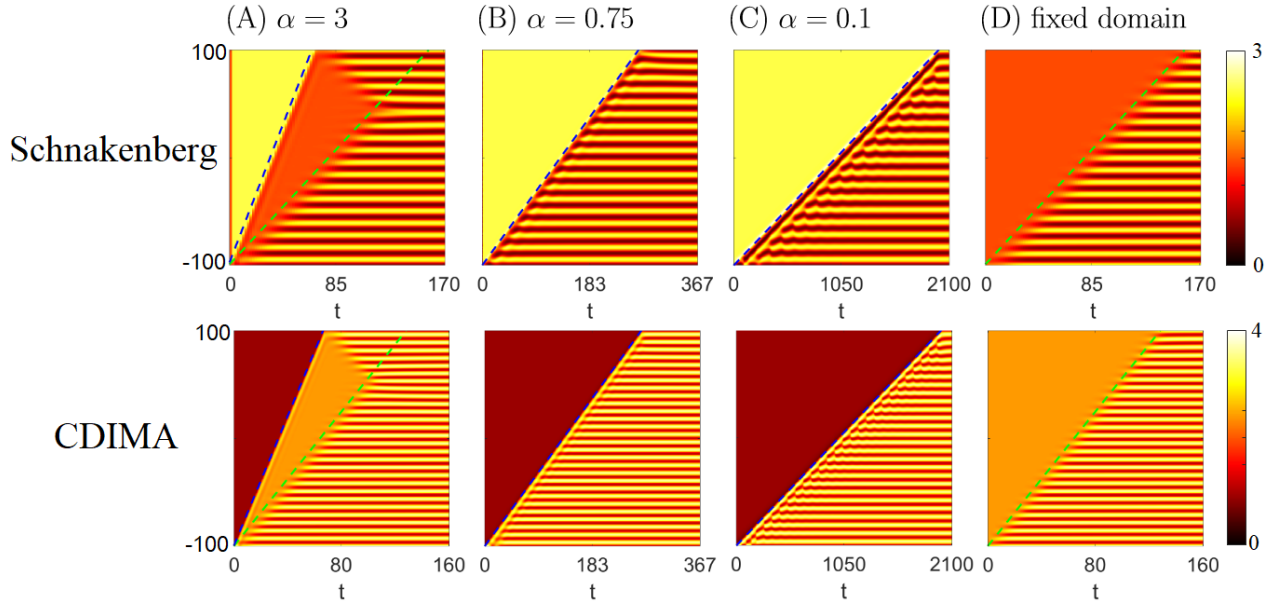 (A) α = 3 (B) α = 0.75 (C) α = 0.1 (D) fixed domain
Schnakenberg
100
-100
0 85 170
t
0 183 367
t
0 1050 2100
t
0 85 170
t
3
0
CDIMA
100
-100
0 80 160
t
0 183 367
t
0 1050 2100
t
0 80 160
t
4
0